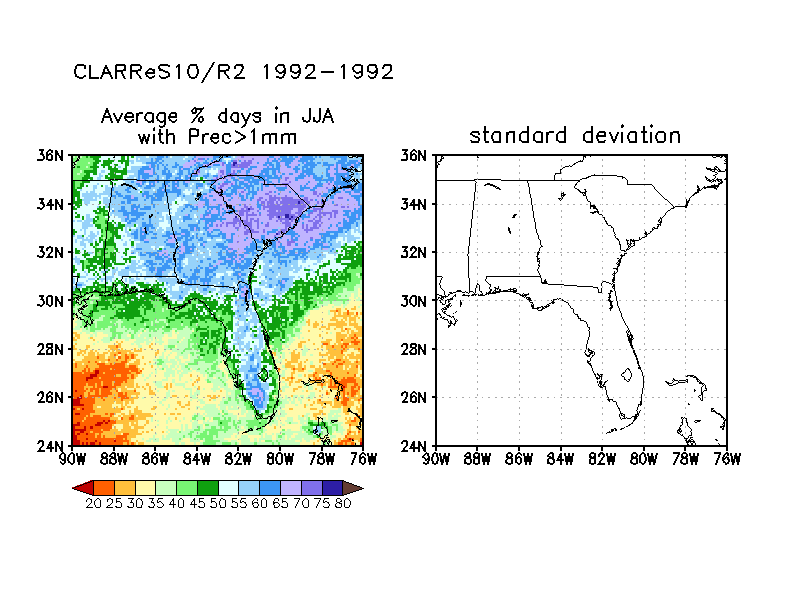 CLARReS10/R2 1992-1992
Average % days in JJA
with Prec>1mm
36N
34N
32N
30N
28N
26N
24N
90W 88W 86W 84W 82W 80W 78W 76W
20 25 30 35 40 45 50 55 60 65 70 75 80
standard deviation
36N
34N
32N
30N
28N
26N
24N
90W 88W 86W 84W 82W 80W 78W 76W